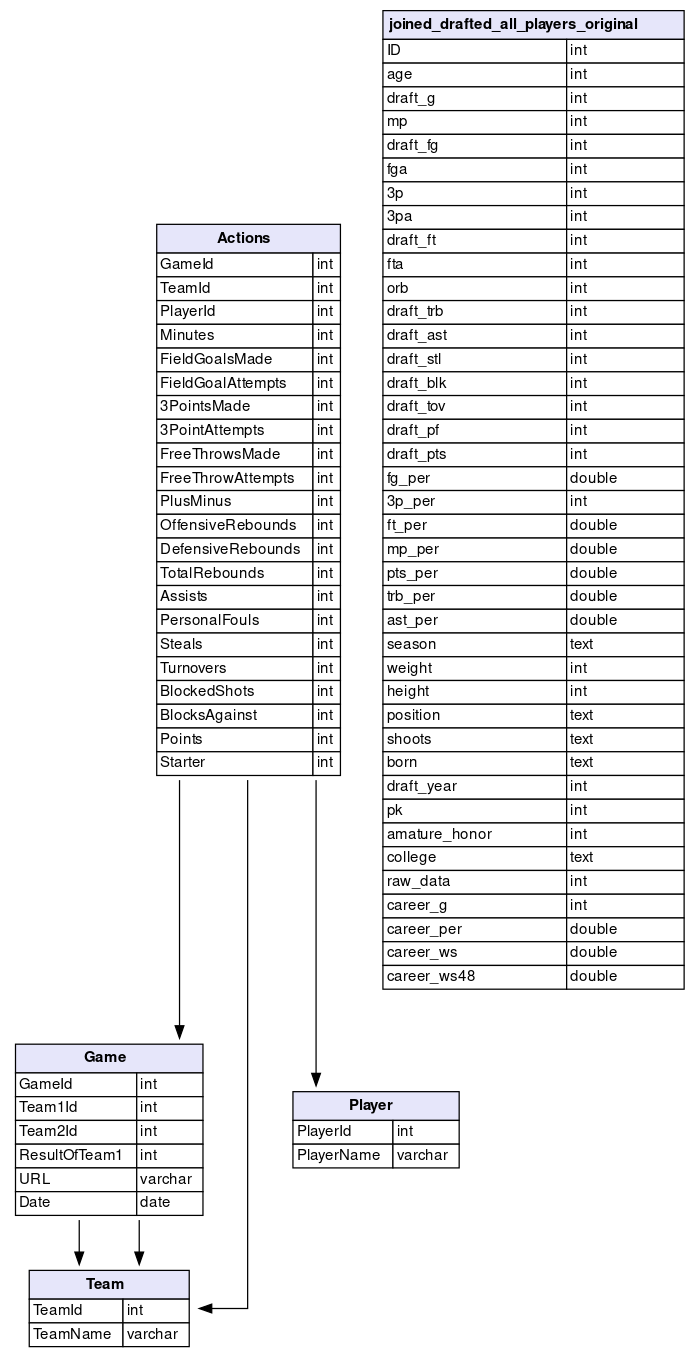 joined_drafted_all_players_original
ID int
age int
draft_g int
mp int
draft_fg int
fga int
3p int
3pa int
draft_ft int
fta int
orb int
draft_trb int
draft_ast int
draft_stl int
draft_blk int
draft_tov int
draft_pf int
draft_pts int
fg_per double
3p_per int
ft_per double
mp_per double
pts_per double
trb_per double
ast_per double
season text
weight int
height int
position text
shoots text
born text
draft_year int
pk int
amature_honor int
college text
raw_data int
career_g int
career_per double
career_ws double
career_ws48 double
Actions
GameId int
TeamId int
PlayerId int
Minutes int
FieldGoalsMade int
FieldGoalAttempts int
3PointsMade int
3PointAttempts int
FreeThrowsMade int
FreeThrowAttempts int
PlusMinus int
OffensiveRebounds int
DefensiveRebounds int
TotalRebounds int
Assists int
PersonalFouls int
Steals int
Turnovers int
BlockedShots int
BlocksAgainst int
Points int
Starter int
Game
GameId int
Team1Id int
Team2Id int
ResultOfTeam1 int
URL varchar
Date date
Player
PlayerId int
PlayerName varchar
Team
TeamId int
TeamName varchar